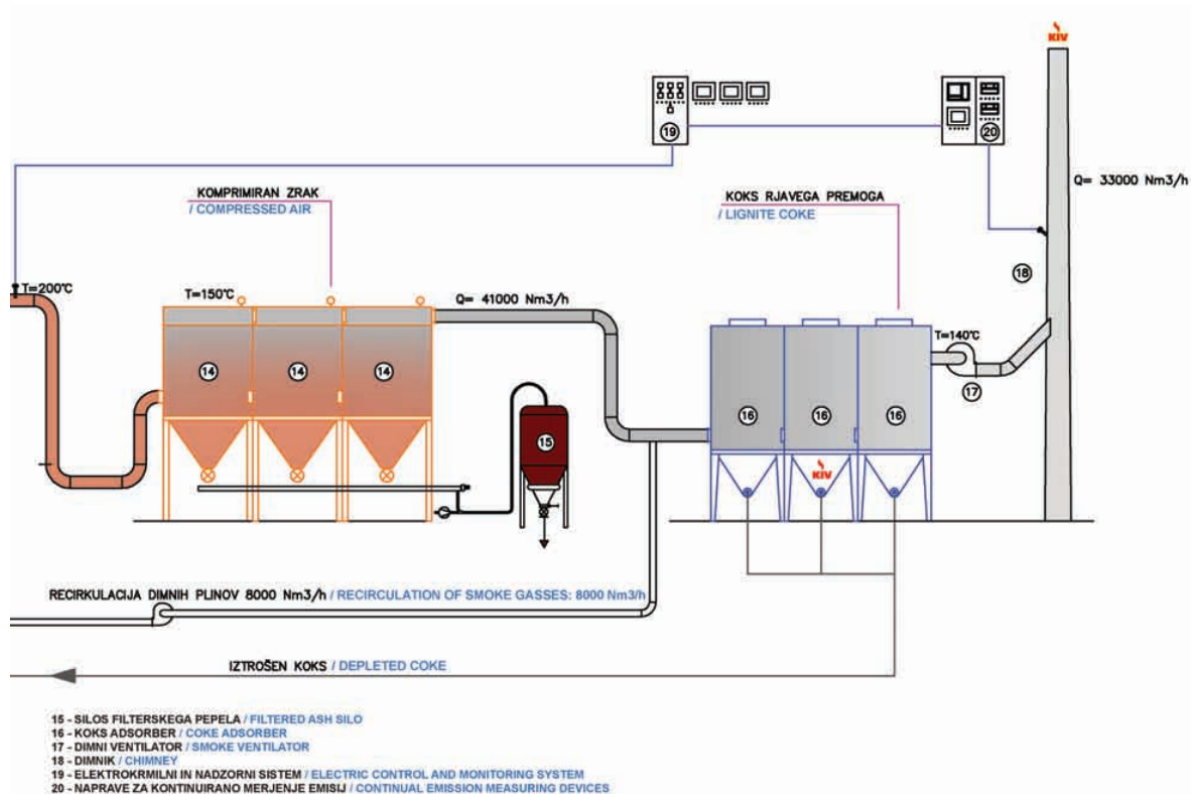 KIV
19
20
Q= 33000 Nm3/h
KOMPRIMIRAN ZRAK
/ COMPRESSED AIR
KOKS RJAVEGA PREMOGA
/ LIGNITE COKE
18
T=200°C
T=150°C
Q= 41000 Nm3/h
T=140°C
14
14
14
17
15
16
16
16
KIV
RECIRKULACIJA DIMNIH PLINOV 8000 Nm3/h / RECIRCULATION OF SMOKE GASSES: 8000 Nm3/h
IZTROŠEN KOKS / DEPLETED COKE
15 - SILOS FILTERSKEGA PEPELA / FILTERED ASH SILO
16 - KOKS ADSORBER / COKE ADSORBER
17 - DIMNI VENTILATOR / SMOKE VENTILATOR
18 - DIMNIK / CHIMNEY
19 - ELEKTROKRMILNI IN NADZORNI SISTEM / ELECTRIC CONTROL AND MONITORING SYSTEM
20 - NAPRAVE ZA KONTINUIRANO MERJENJE EMISIJ / CONTINUAL EMISSION MEASURING DEVICES